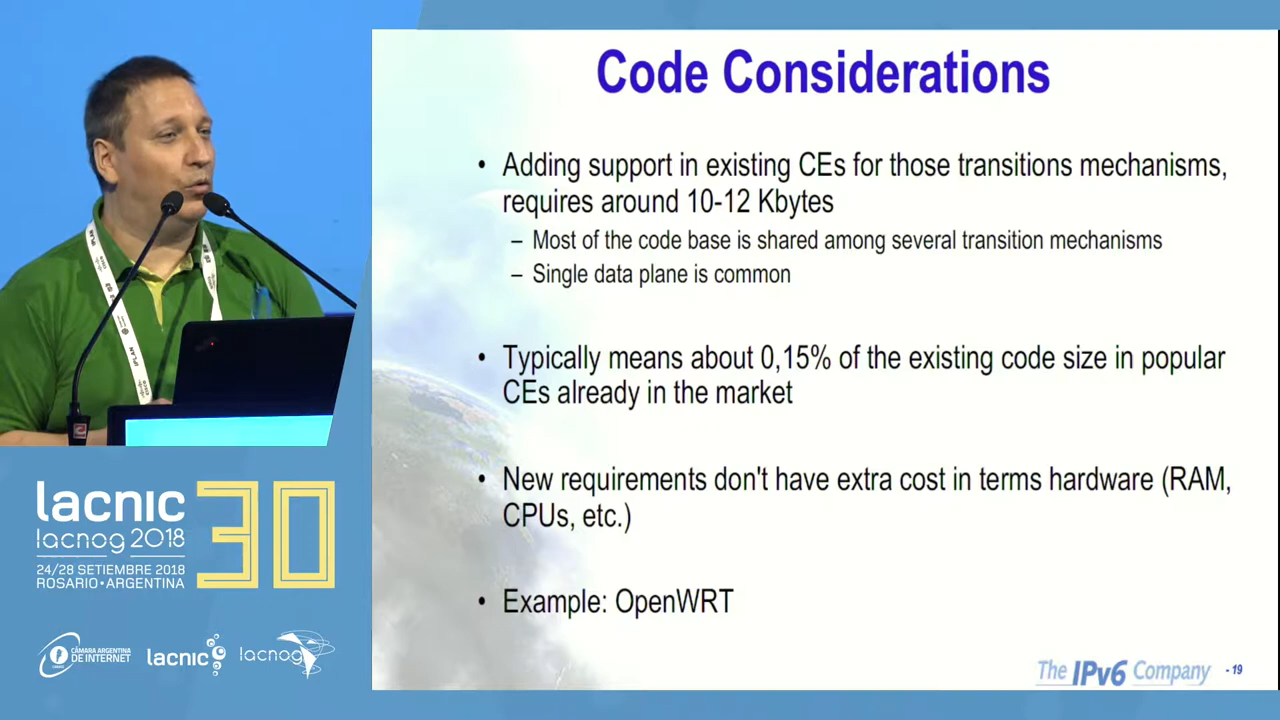 Code Considerations
• Adding support in existing CEs for those transitions mechanisms,
requires around 10-12 Kbytes
– Most of the code base is shared among several transition mechanisms
– Single data plane is common
• Typically means about 0,15% of the existing code size in popular
CEs already in the market
• New requirements don't have extra cost in terms hardware (RAM,
CPUs, etc.)
• Example: OpenWRT
The IPv6 Company - 19
lacnic 30
lacnog 2018
24/28 SETIEMBRE 2018
ROSARIO•ARGENTINA
CÁMARA ARGENTINA
DE INTERNET
lacnic
lacnog
IPLAN